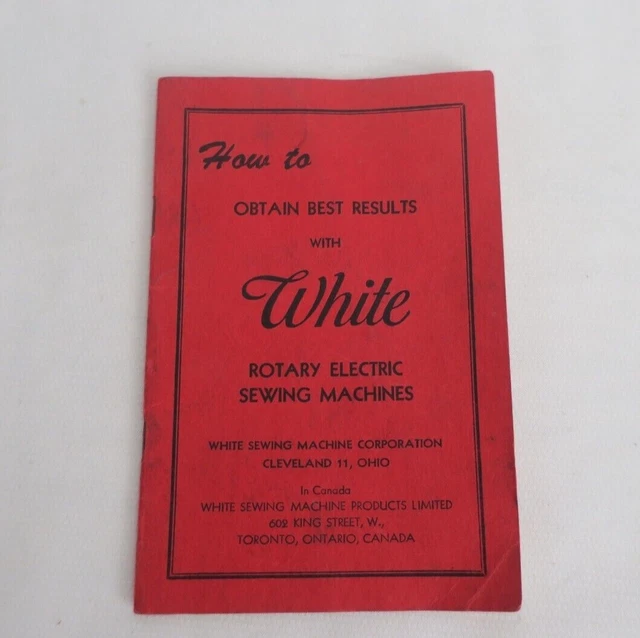 How to
OBTAIN BEST RESULTS
WITH
White
ROTARY ELECTRIC
SEWING MACHINES
WHITE SEWING MACHINE CORPORATION
CLEVELAND 11, OHIO
In Canada
WHITE SEWING MACHINE PRODUCTS LIMITED
602 KING STREET, W.,
TORONTO, ONTARIO, CANADA